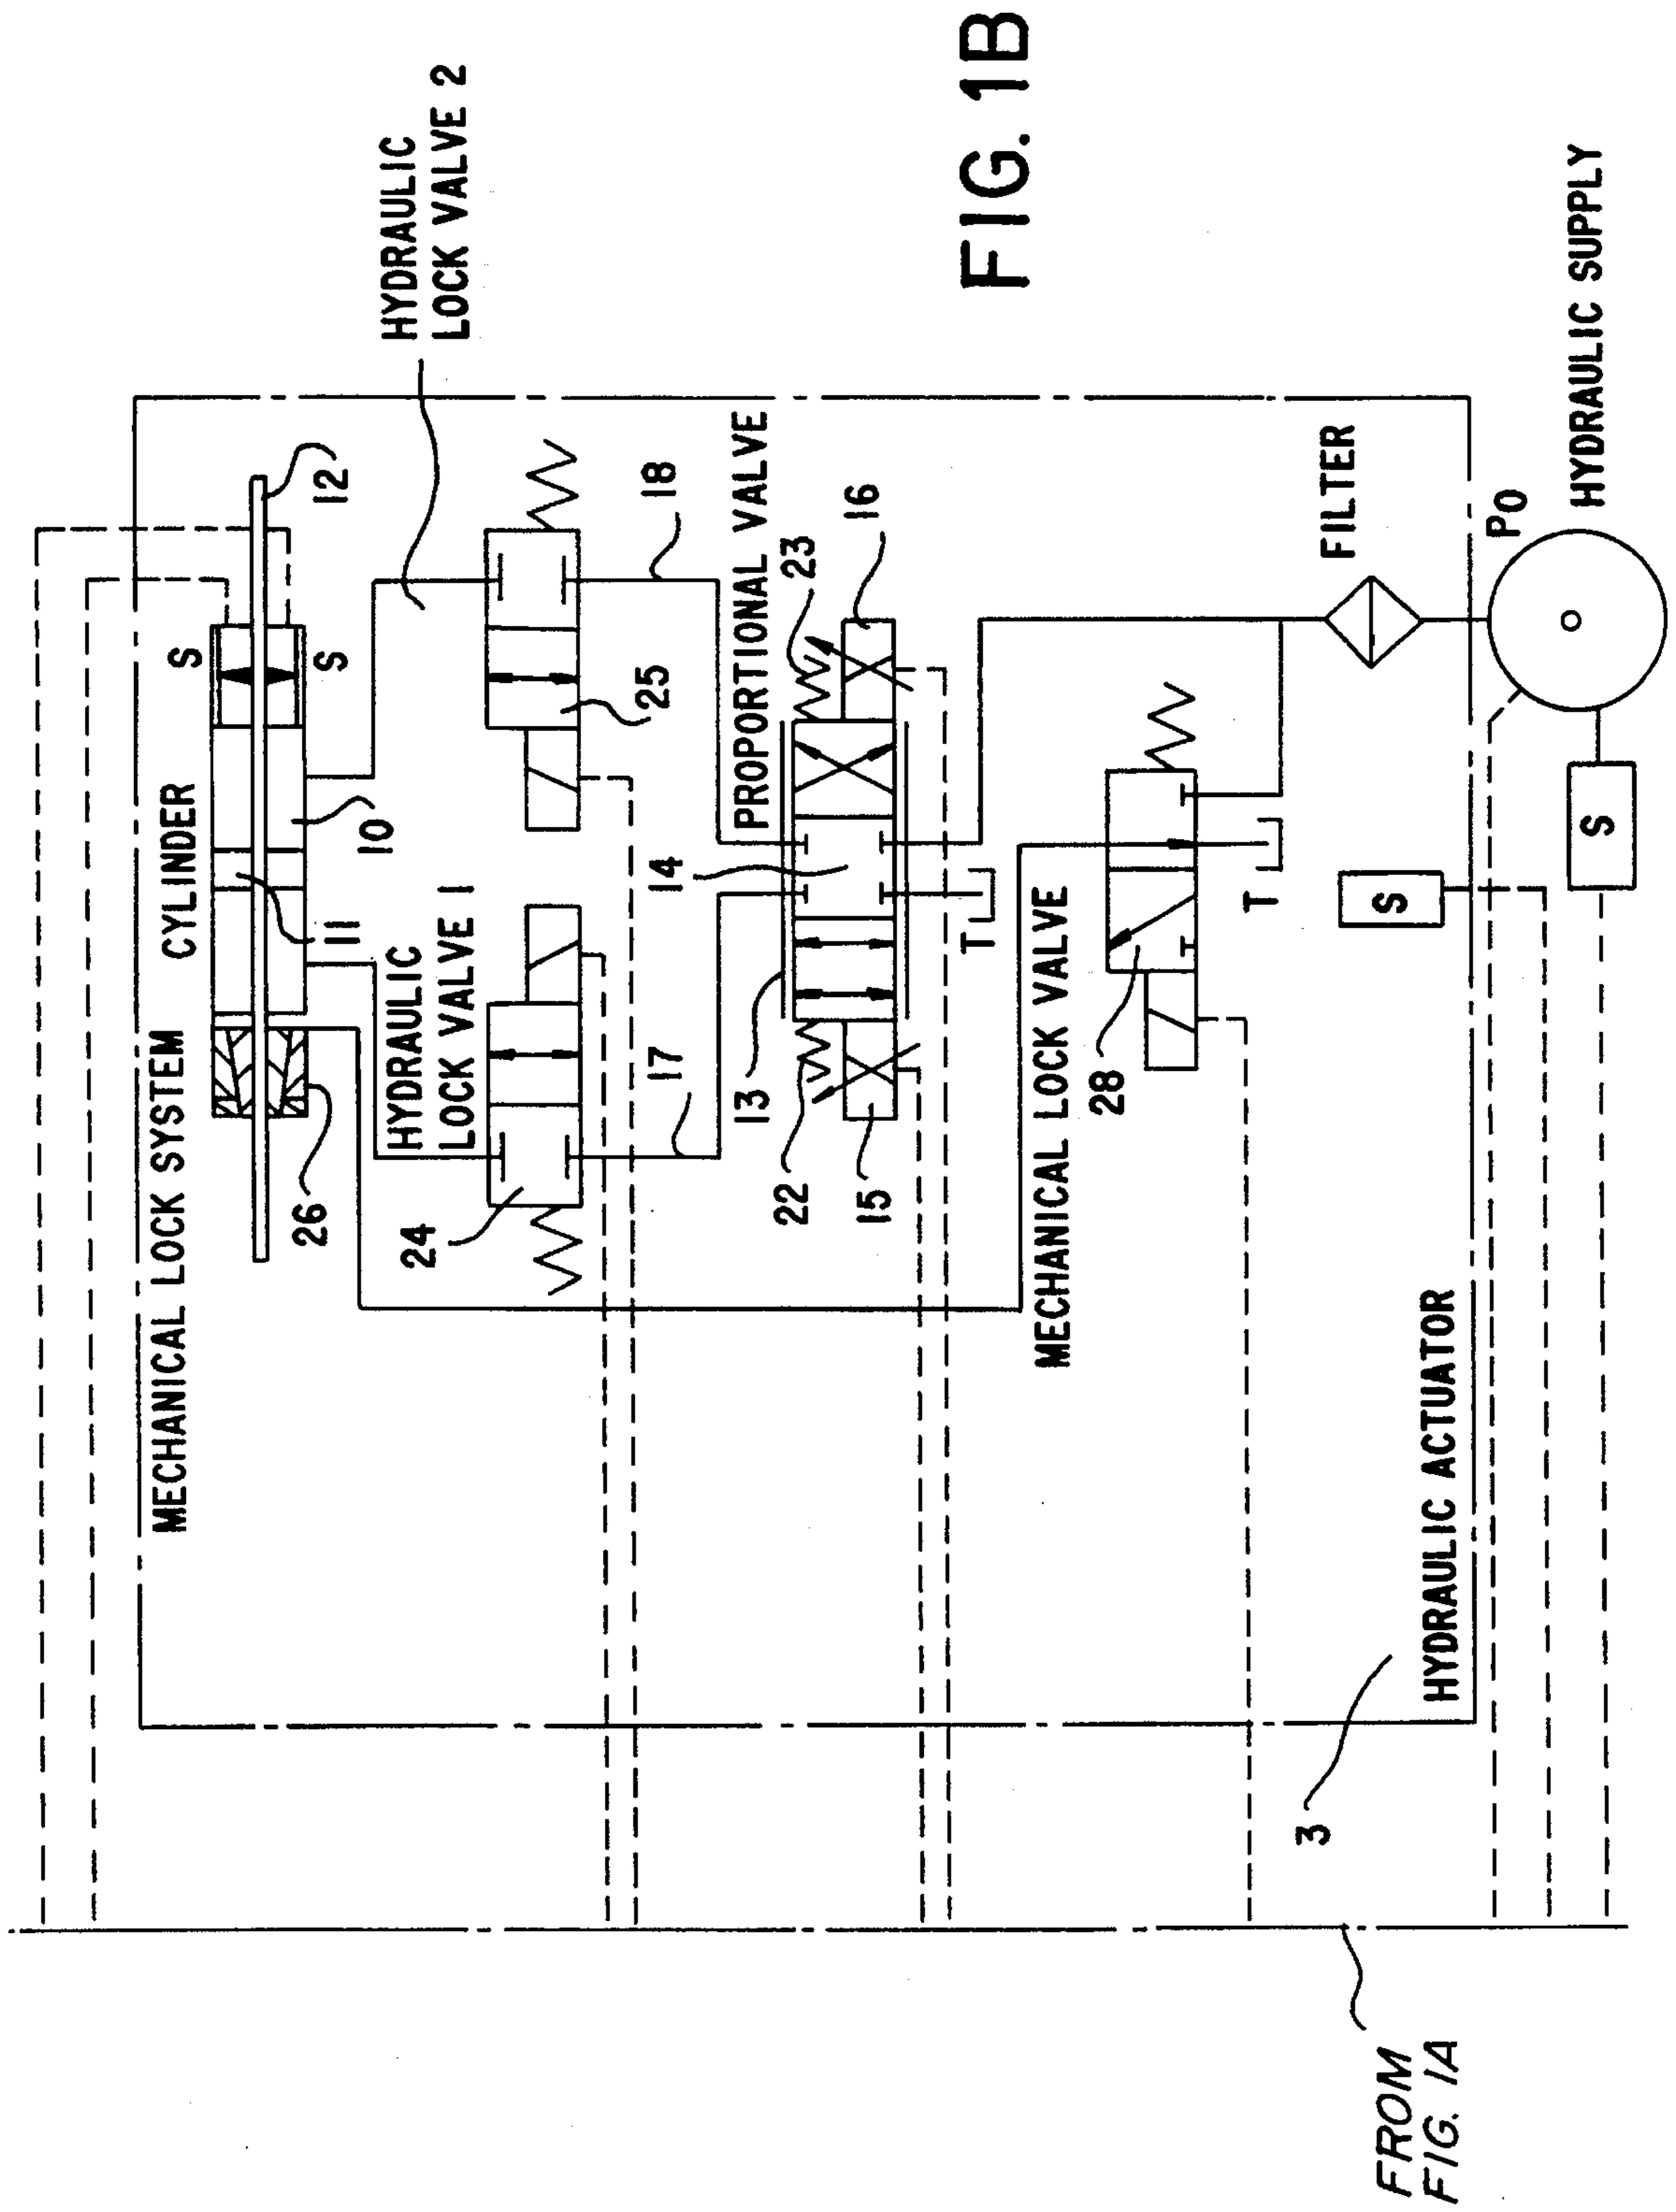 MECHANICAL LOCK SYSTEM
CYLINDER
S
S
12
11
10
26
HYDRAULIC
LOCK VALVE 2
HYDRAULIC
LOCK VALVE 1
24
25
17
18
PROPORTIONAL VALVE
13
14
22
23
15
16
T
MECHANICAL LOCK VALVE
28
T
S
FILTER
HYDRAULIC ACTUATOR
3
P0
S
HYDRAULIC SUPPLY
FROM
FIG. 1A
FIG. 1B